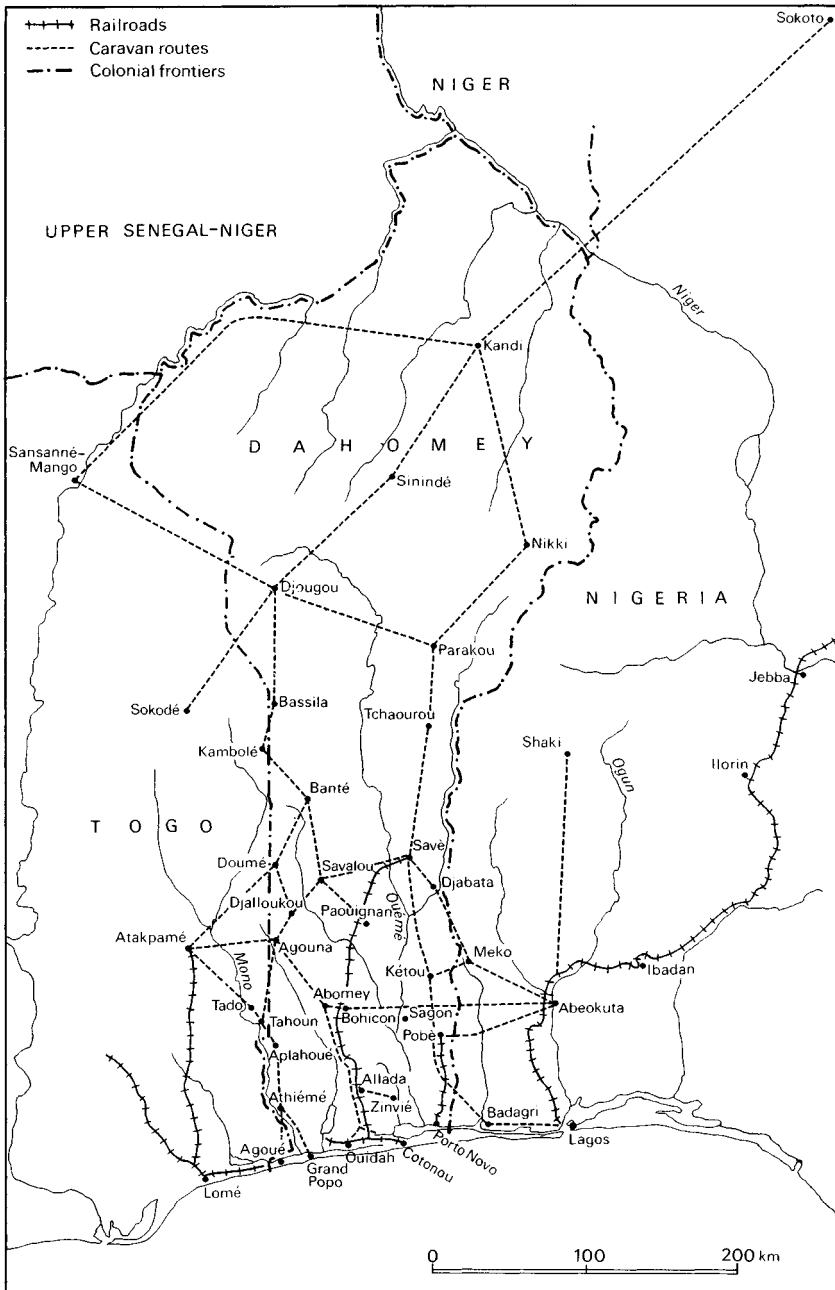 Railroads
Caravan routes
Colonial frontiers
Sokoto
NIGER
UPPER SENEGAL-NIGER
Niger
Kandi
DAHOMEY
Sansanné-
Mango
Sinindé
Nikki
Djougou
NIGERIA
Parakou
Jebba
Sokodé
Bassila
Tchaourou
Shaki
Ogun
Kambolé
Ilorin
Banté
TOGO
Savè
Doumé
Savalou
Djabata
Djalloukou
Paouignan
Ouémé
Atakpamé
Agouna
Meko
Mono
Kétou
Ibadan
Abomey
Abeokuta
Tado
Bohicon
Sagon
Tahoun
Pobè
Aplahoué
Allada
Zinvié
Athiémé
Badagri
Agoué
Lagos
Grand
Popo
Ouidah
Cotonou
Porto Novo
Lomé
0 100 200 km